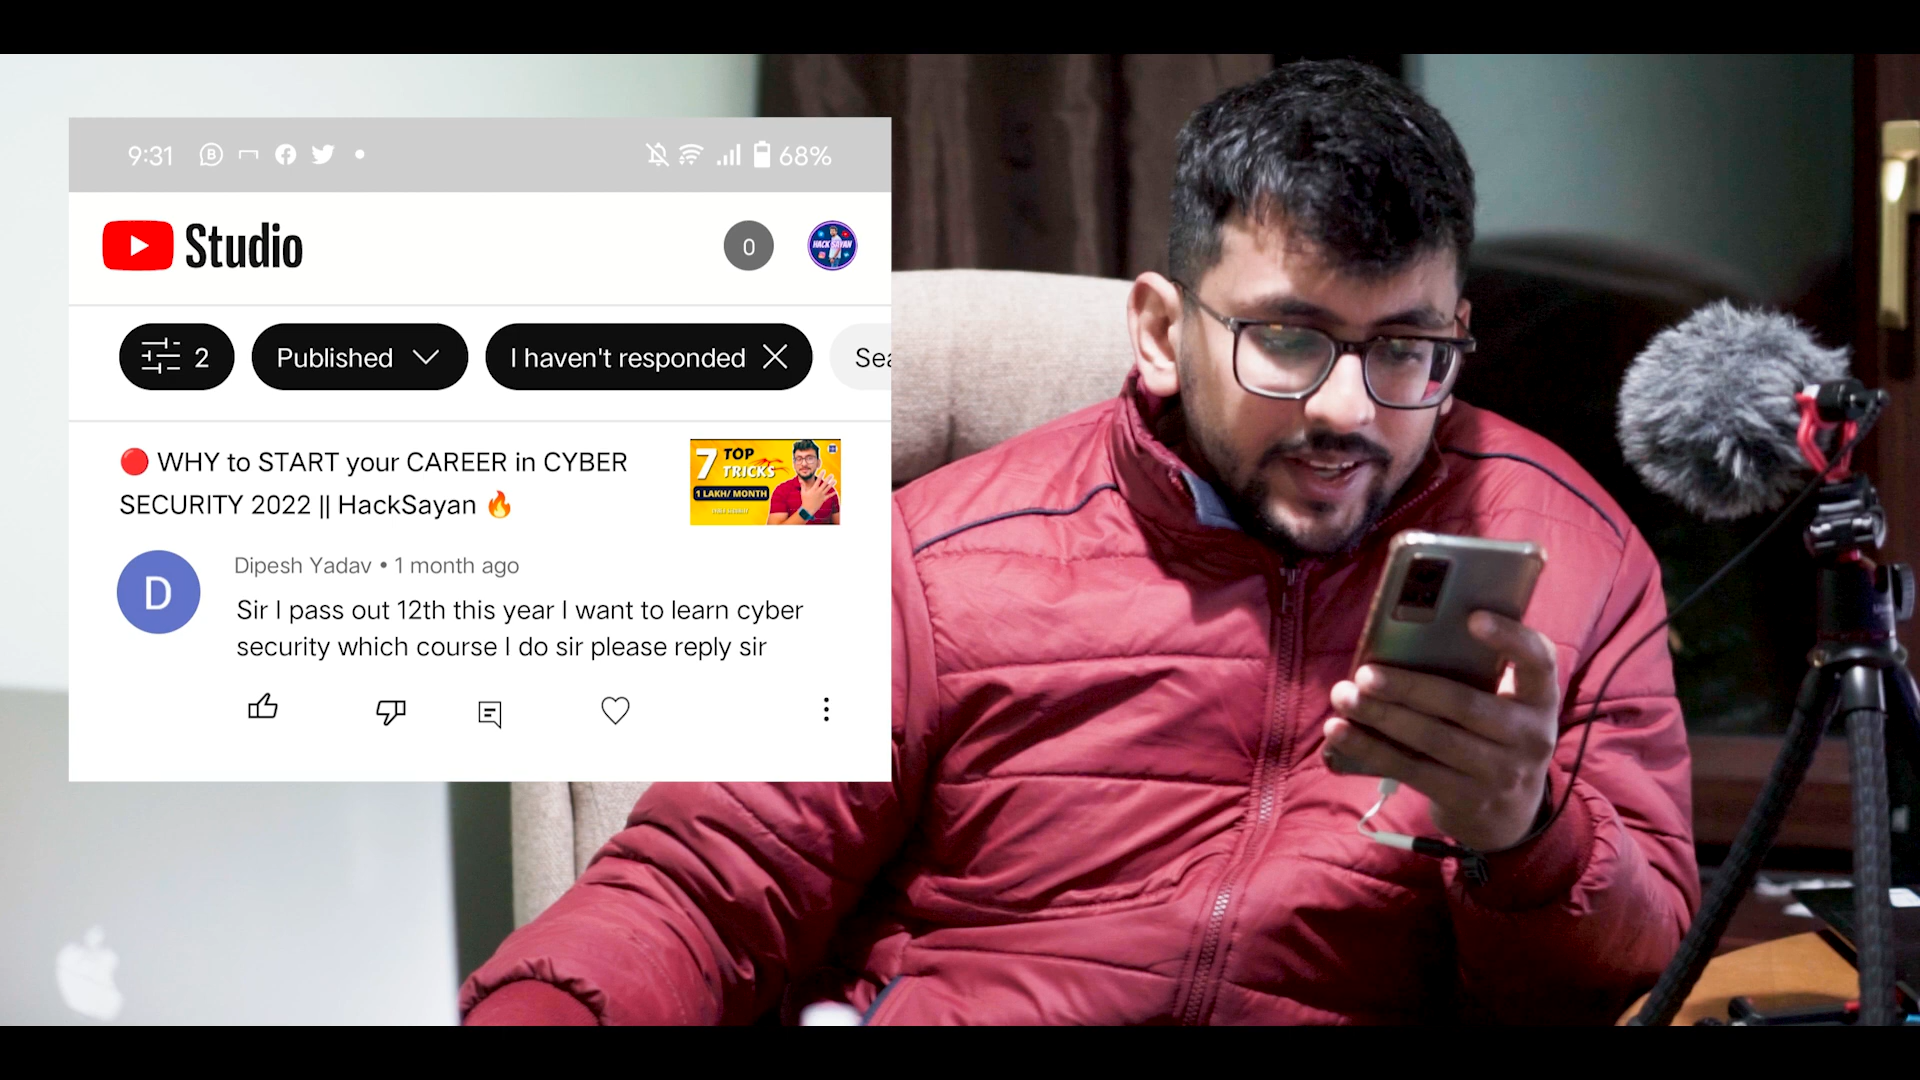 9:31 68%
Studio
0
HACK SAYAN
2 Published I haven't responded Sea
🔴 WHY to START your CAREER in CYBER
SECURITY 2022 || HackSayan 🔥
7 TOP
TRICKS
1 LAKH/ MONTH
D
Dipesh Yadav • 1 month ago
Sir I pass out 12th this year I want to learn cyber
security which course I do sir please reply sir